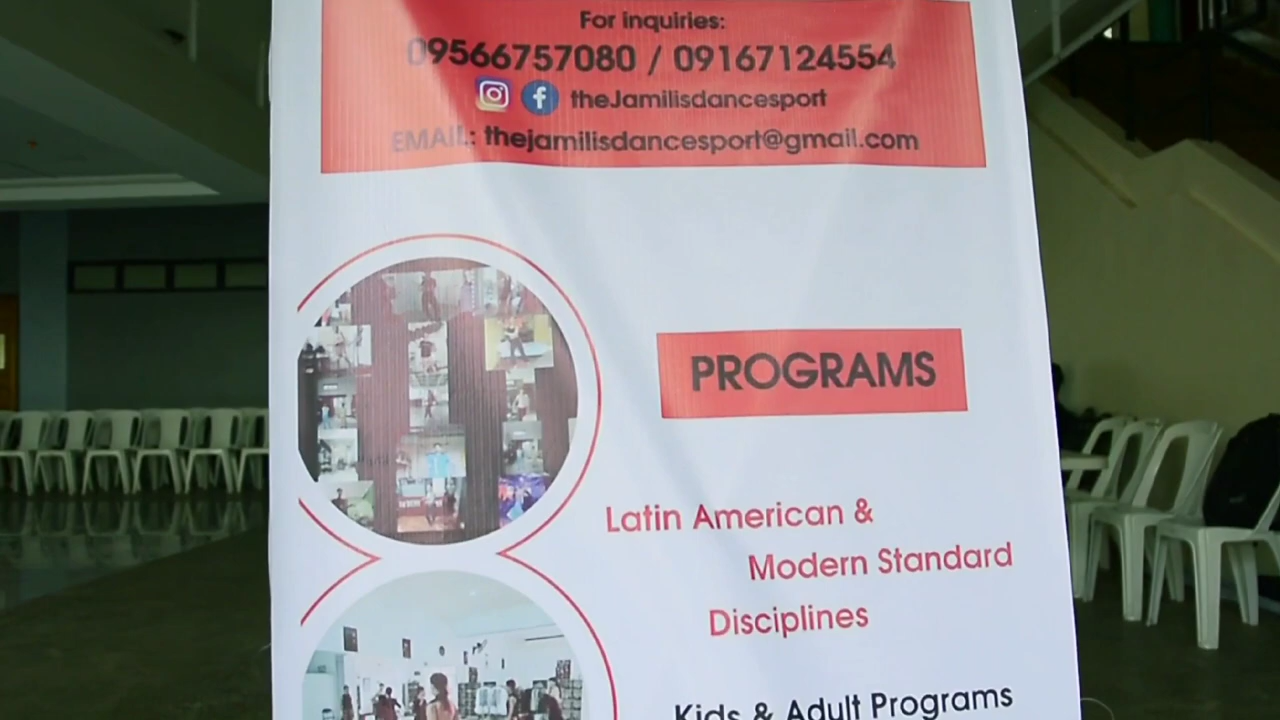 For inquiries:
09566757080 / 09167124554
theJamilisdancesport
EMAIL: thejamilisdancesport@gmail.com
PROGRAMS
Latin American &
Modern Standard
Disciplines
Kids & Adult Programs